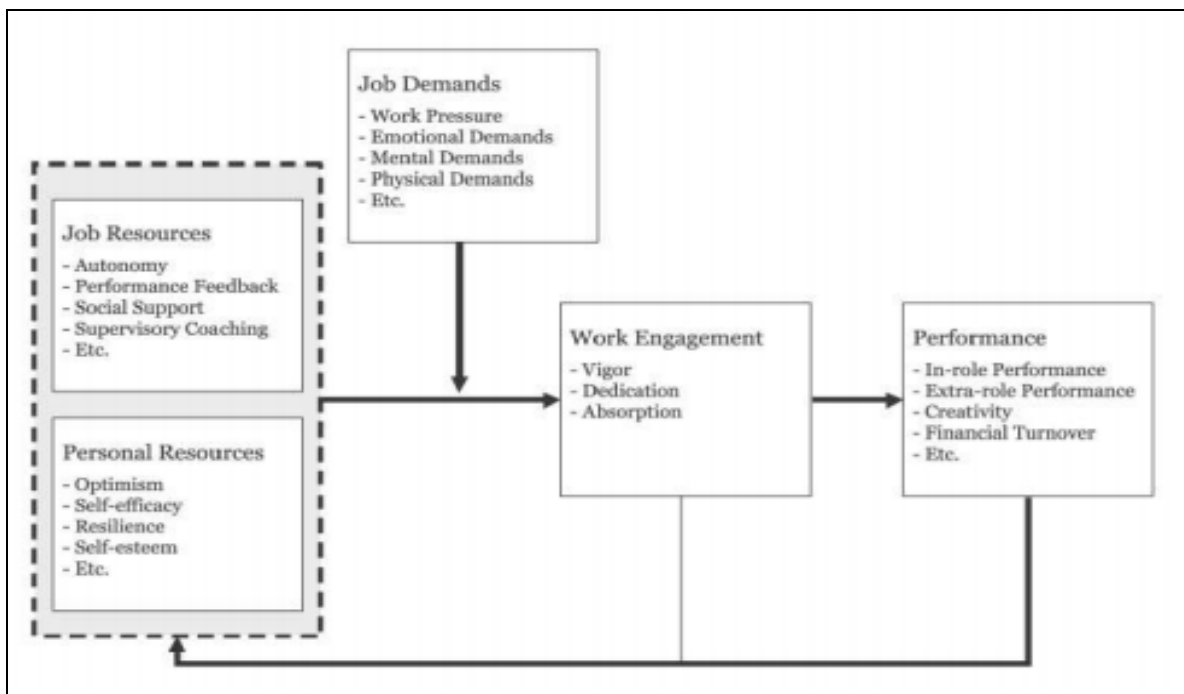 Job Demands
- Work Pressure
- Emotional Demands
- Mental Demands
- Physical Demands
- Etc.
Job Resources
- Autonomy
- Performance Feedback
- Social Support
- Supervisory Coaching
- Etc.
Personal Resources
- Optimism
- Self-efficacy
- Resilience
- Self-esteem
- Etc.
Work Engagement
- Vigor
- Dedication
- Absorption
Performance
- In-role Performance
- Extra-role Performance
- Creativity
- Financial Turnover
- Etc.